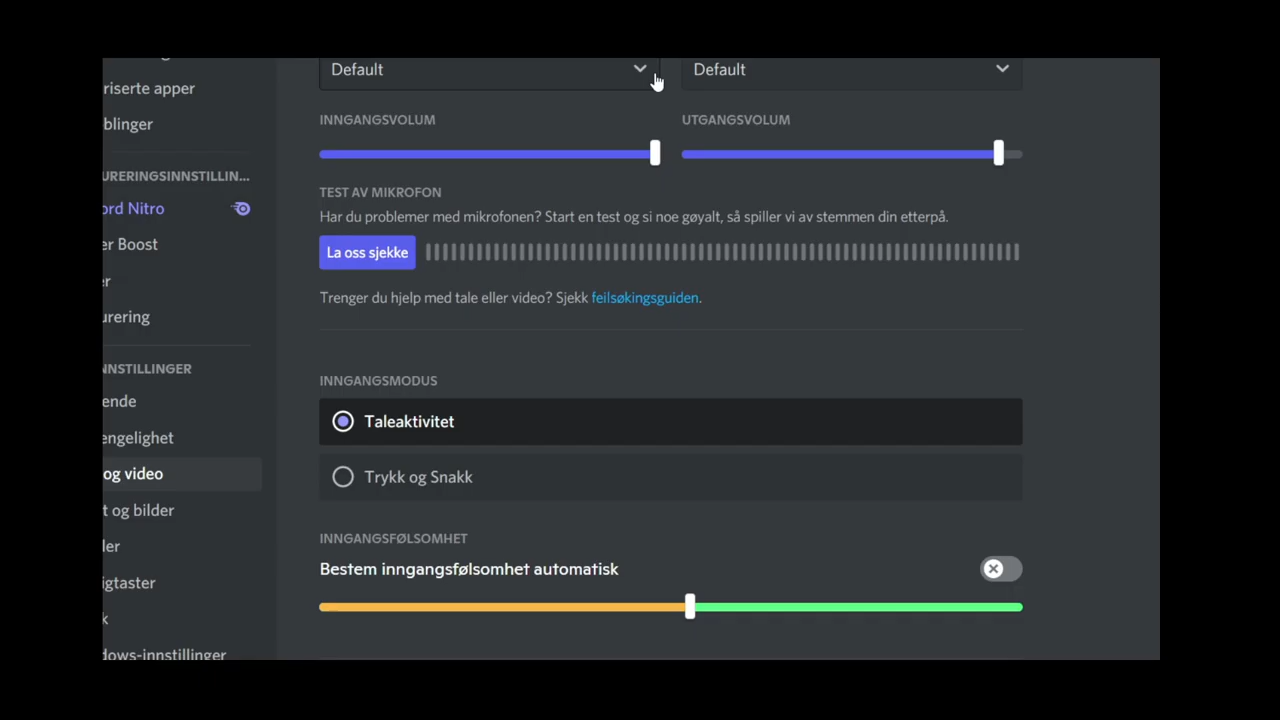 riserte apper
blinger
URERINGSINNSTILLIN...
ord Nitro
er Boost
er
urering
NNSTILLINGER
ende
engelighet
og video
t og bilder
ler
igtaster
k
dows-innstillinger
Default
Default
INNGANGSVOLUM
UTGANGSVOLUM
TEST AV MIKROFON
Har du problemer med mikrofonen? Start en test og si noe gøyalt, så spiller vi av stemmen din etterpå.
La oss sjekke
Trenger du hjelp med tale eller video? Sjekk feilsøkingsguiden.
INNGANGSMODUS
Taleaktivitet
Trykk og Snakk
INNGANGSFØLSOMHET
Bestem inngangsfølsomhet automatisk